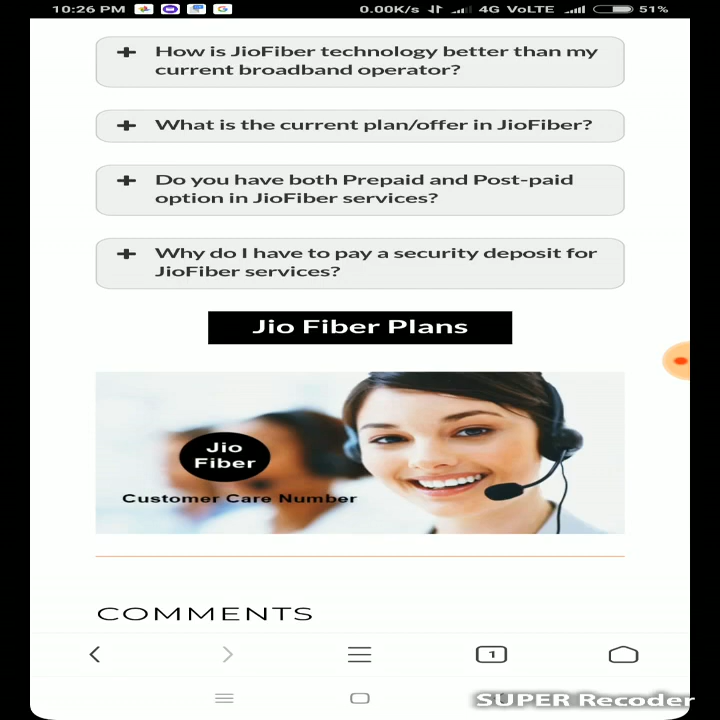 10:26 PM 0.00K/s 4G VoLTE 51%
+ How is JioFiber technology better than my
current broadband operator?
+ What is the current plan/offer in JioFiber?
+ Do you have both Prepaid and Post-paid
option in JioFiber services?
+ Why do I have to pay a security deposit for
JioFiber services?
Jio Fiber Plans
Jio
Fiber
Customer Care Number
COMMENTS
1
SUPER Recorder